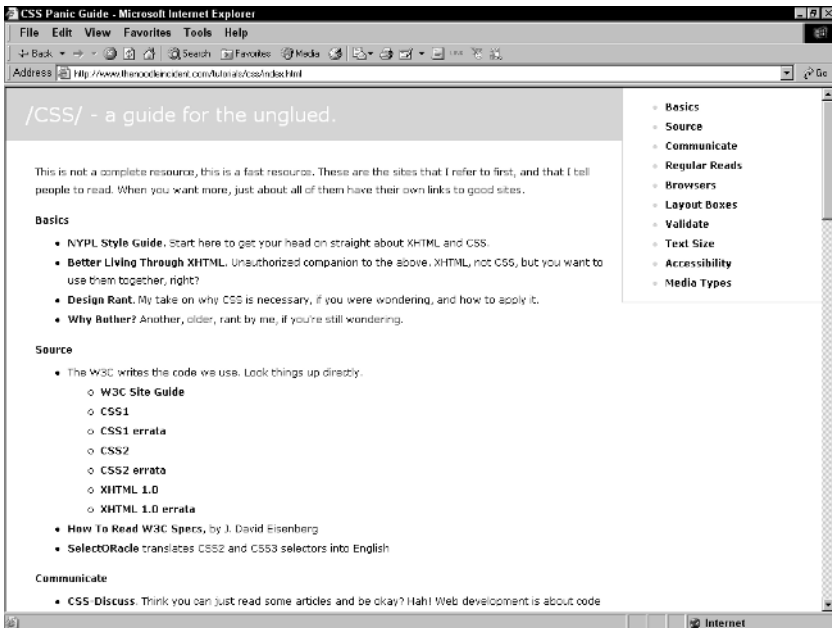 CSS Panic Guide - Microsoft Internet Explorer
File Edit View Favorites Tools Help
Back Search Favorites Media
Address http://www.thenoodleincident.com/tutorials/css/index.html Go
/CSS/ - a guide for the unglued.
This is not a complete resource, this is a fast resource. These are the sites that I refer to first, and that I tell
people to read. When you want more, just about all of them have their own links to good sites.
Basics
• NYPL Style Guide. Start here to get your head on straight about XHTML and CSS.
• Better Living Through XHTML. Unauthorized companion to the above. XHTML, not CSS, but you want to
use them together, right?
• Design Rant. My take on why CSS is necessary, if you were wondering, and how to apply it.
• Why Bother? Another, older, rant by me, if you're still wondering.
Source
• The W3C writes the code we use. Look things up directly.
W3C Site Guide
CSS1
CSS1 errata
CSS2
CSS2 errata
XHTML 1.0
XHTML 1.0 errata
• How To Read W3C Specs, by J. David Eisenberg
• SelectORacle translates CSS2 and CSS3 selectors into English
Communicate
• CSS-Discuss. Think you can just read some articles and be okay? Hah! Web development is about code
Basics
Source
Communicate
Regular Reads
Browsers
Layout Boxes
Validate
Text Size
Accessibility
Media Types
Internet